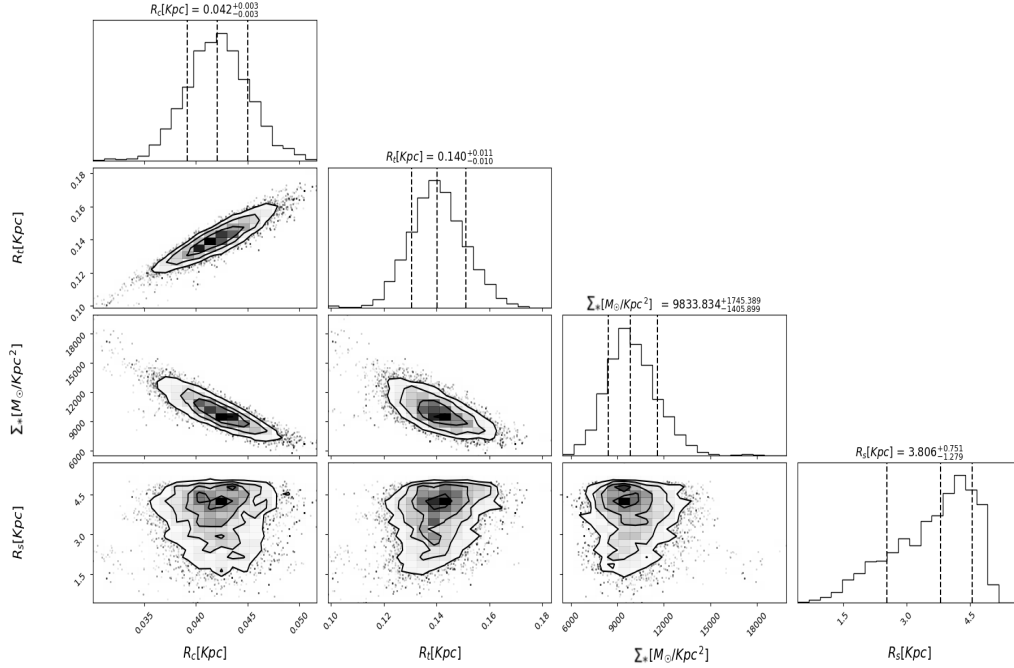 R_c[Kpc] = 0.042^{+0.003}_{-0.003}
R_t[Kpc] = 0.140^{+0.011}_{-0.010}
Σ_*[M_⊙/Kpc^2] = 9833.834^{+1745.389}_{-1405.899}
R_s[Kpc] = 3.806^{+0.751}_{-1.279}
R_t[Kpc]
0.18
0.16
0.14
0.12
0.10
Σ_*[M_⊙/Kpc^2]
18000
15000
12000
9000
6000
R_s[Kpc]
4.5
3.0
1.5
0.035
0.040
0.045
0.050
R_c[Kpc]
0.10
0.12
0.14
0.16
0.18
R_t[Kpc]
6000
9000
12000
15000
18000
Σ_*[M_⊙/Kpc^2]
1.5
3.0
4.5
R_s[Kpc]